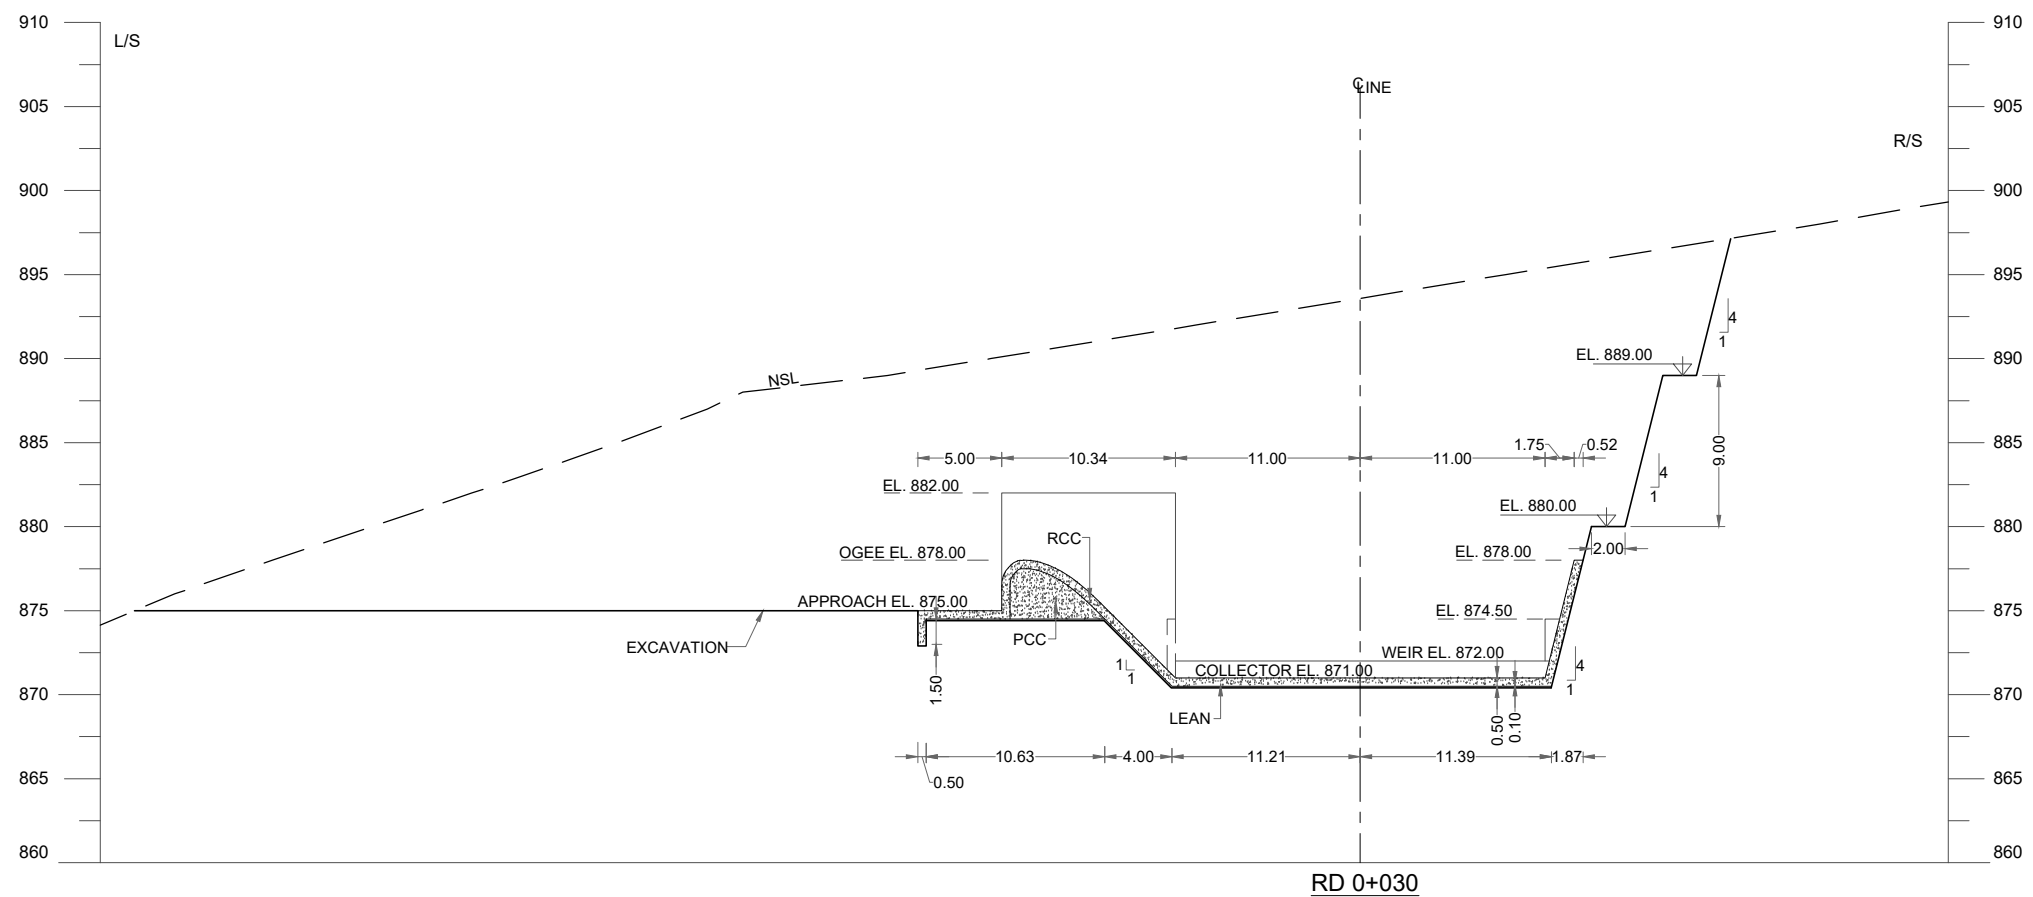 910
910
L/S
℄
LINE
905
905
R/S
900
900
895
895
4
1
EL. 889.00
890
890
NSL
885
885
1.75
0.52
5.00
10.34
11.00
11.00
9.00
4
1
EL. 882.00
EL. 880.00
880
880
RCC
2.00
OGEE EL. 878.00
EL. 878.00
APPROACH EL. 875.00
EL. 874.50
875
875
EXCAVATION
PCC
WEIR EL. 872.00
COLLECTOR EL. 871.00
1
1
4
1
1.50
870
870
LEAN
0.50
0.10
10.63
4.00
11.21
11.39
1.87
865
865
0.50
860
860
RD 0+030